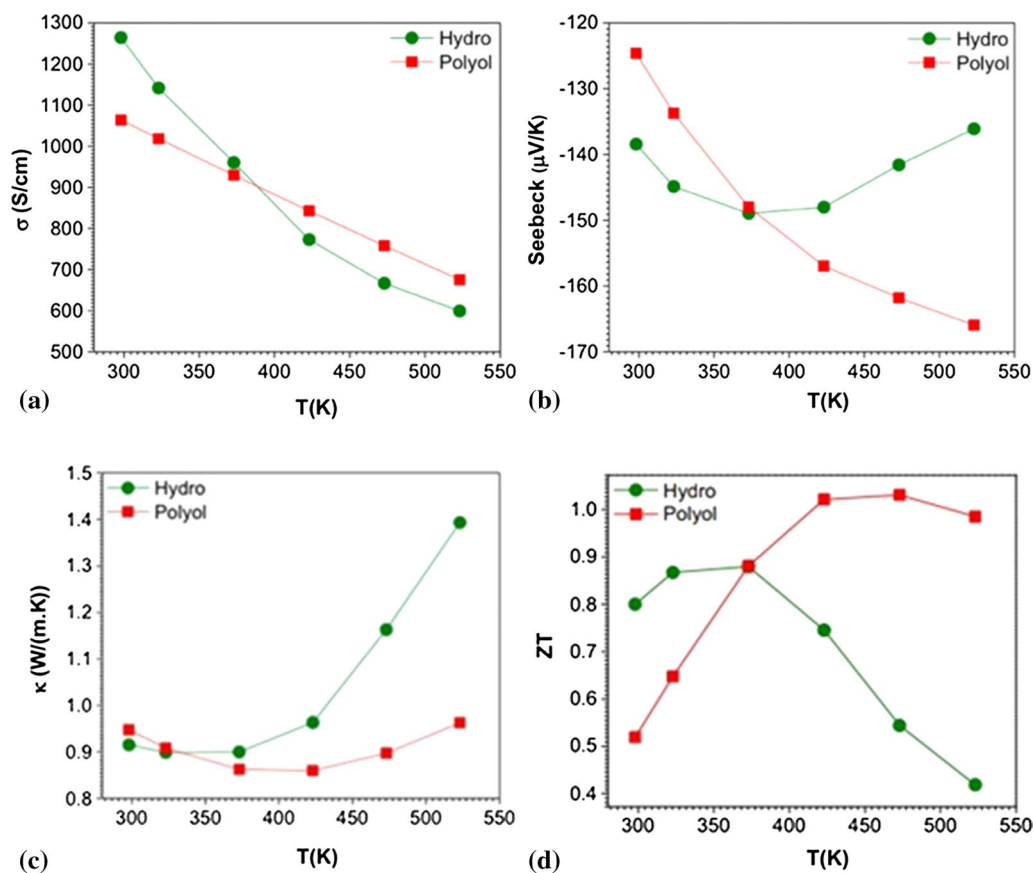 1300
1200
1100
1000
900
800
700
600
500
σ (S/cm)
Hydro
Polyol
300 350 400 450 500 550
(a)
T(K)
-120
-130
-140
-150
-160
-170
Seebeck (μV/K)
Hydro
Polyol
300 350 400 450 500 550
(b)
T(K)
1.5
1.4
1.3
1.2
1.1
1.0
0.9
0.8
κ (W/(m.K))
Hydro
Polyol
300 350 400 450 500 550
(c)
T(K)
1.0
0.9
0.8
0.7
0.6
0.5
0.4
ZT
Hydro
Polyol
300 350 400 450 500 550
(d)
T(K)